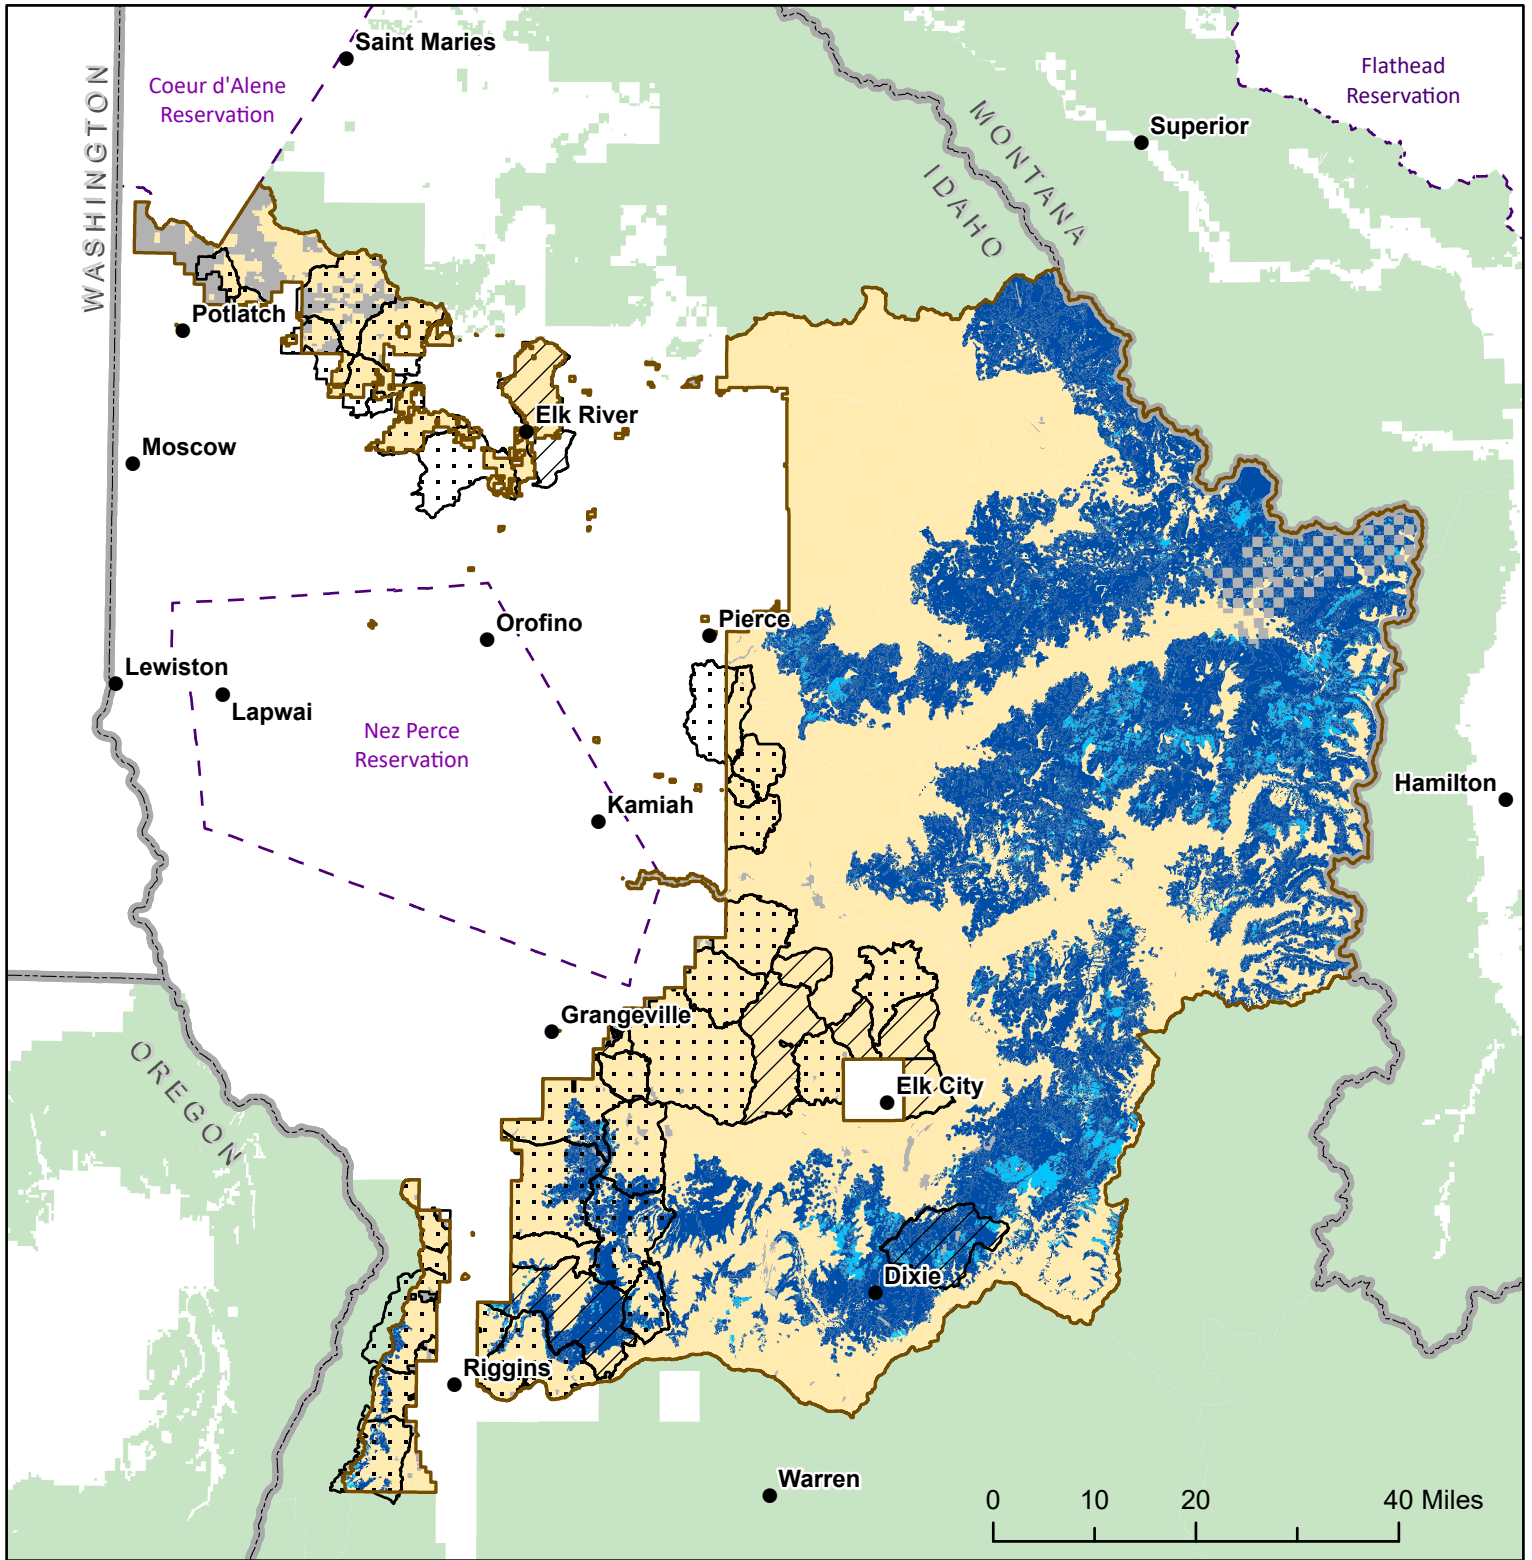 Saint Maries
WASHINGTON
Coeur d'Alene
Reservation
Flathead
Reservation
MONTANA
IDAHO
Superior
Potlatch
Elk River
Moscow
Pierce
Orofino
Lewiston
Lapwai
Nez Perce
Reservation
Hamilton
Kamiah
Grangeville
Elk City
OREGON
Dixie
Riggins
Warren
0 10 20 40 Miles